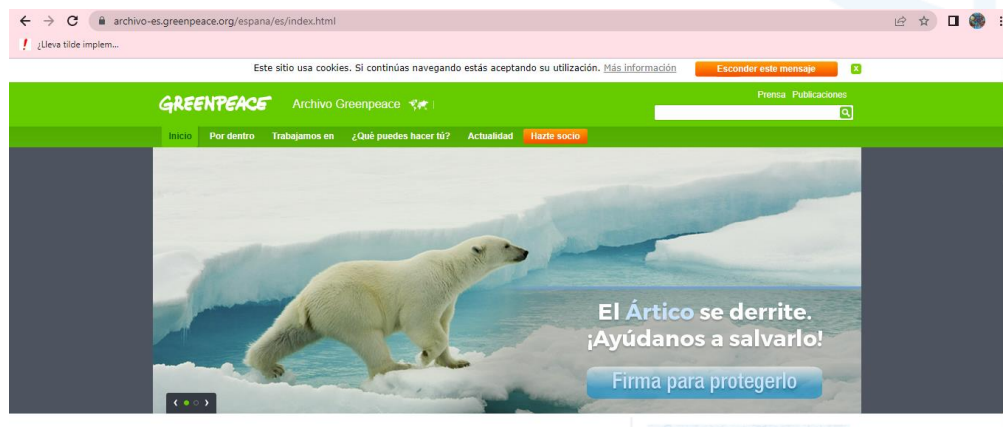 archivo-es.greenpeace.org/espana/es/index.html
¿Lleva tilde implem...
Este sitio usa cookies. Si continúas navegando estás aceptando su utilización. Más información
Esconder este mensaje
x
GREENPEACE
Archivo Greenpeace
Prensa Publicaciones
Inicio Por dentro Trabajamos en ¿Qué puedes hacer tú? Actualidad Hazte socio
El Ártico se derrite.
¡Ayúdanos a salvarlo!
Firma para protegerlo